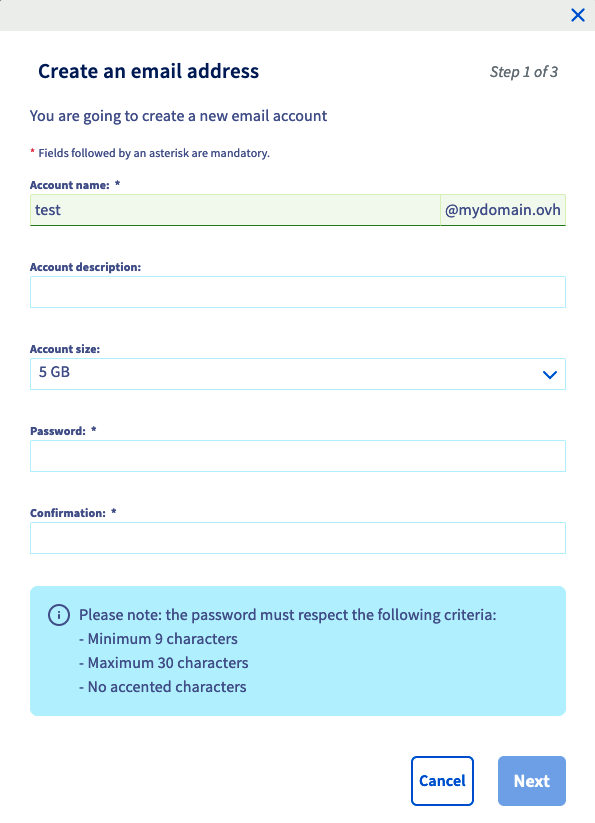 Create an email address
Step 1 of 3
You are going to create a new email account
* Fields followed by an asterisk are mandatory.
Account name: *
test
@mydomain.ovh
Account description:
Account size:
5 GB
Password: *
Confirmation: *
Please note: the password must respect the following criteria:
- Minimum 9 characters
- Maximum 30 characters
- No accented characters
Cancel
Next